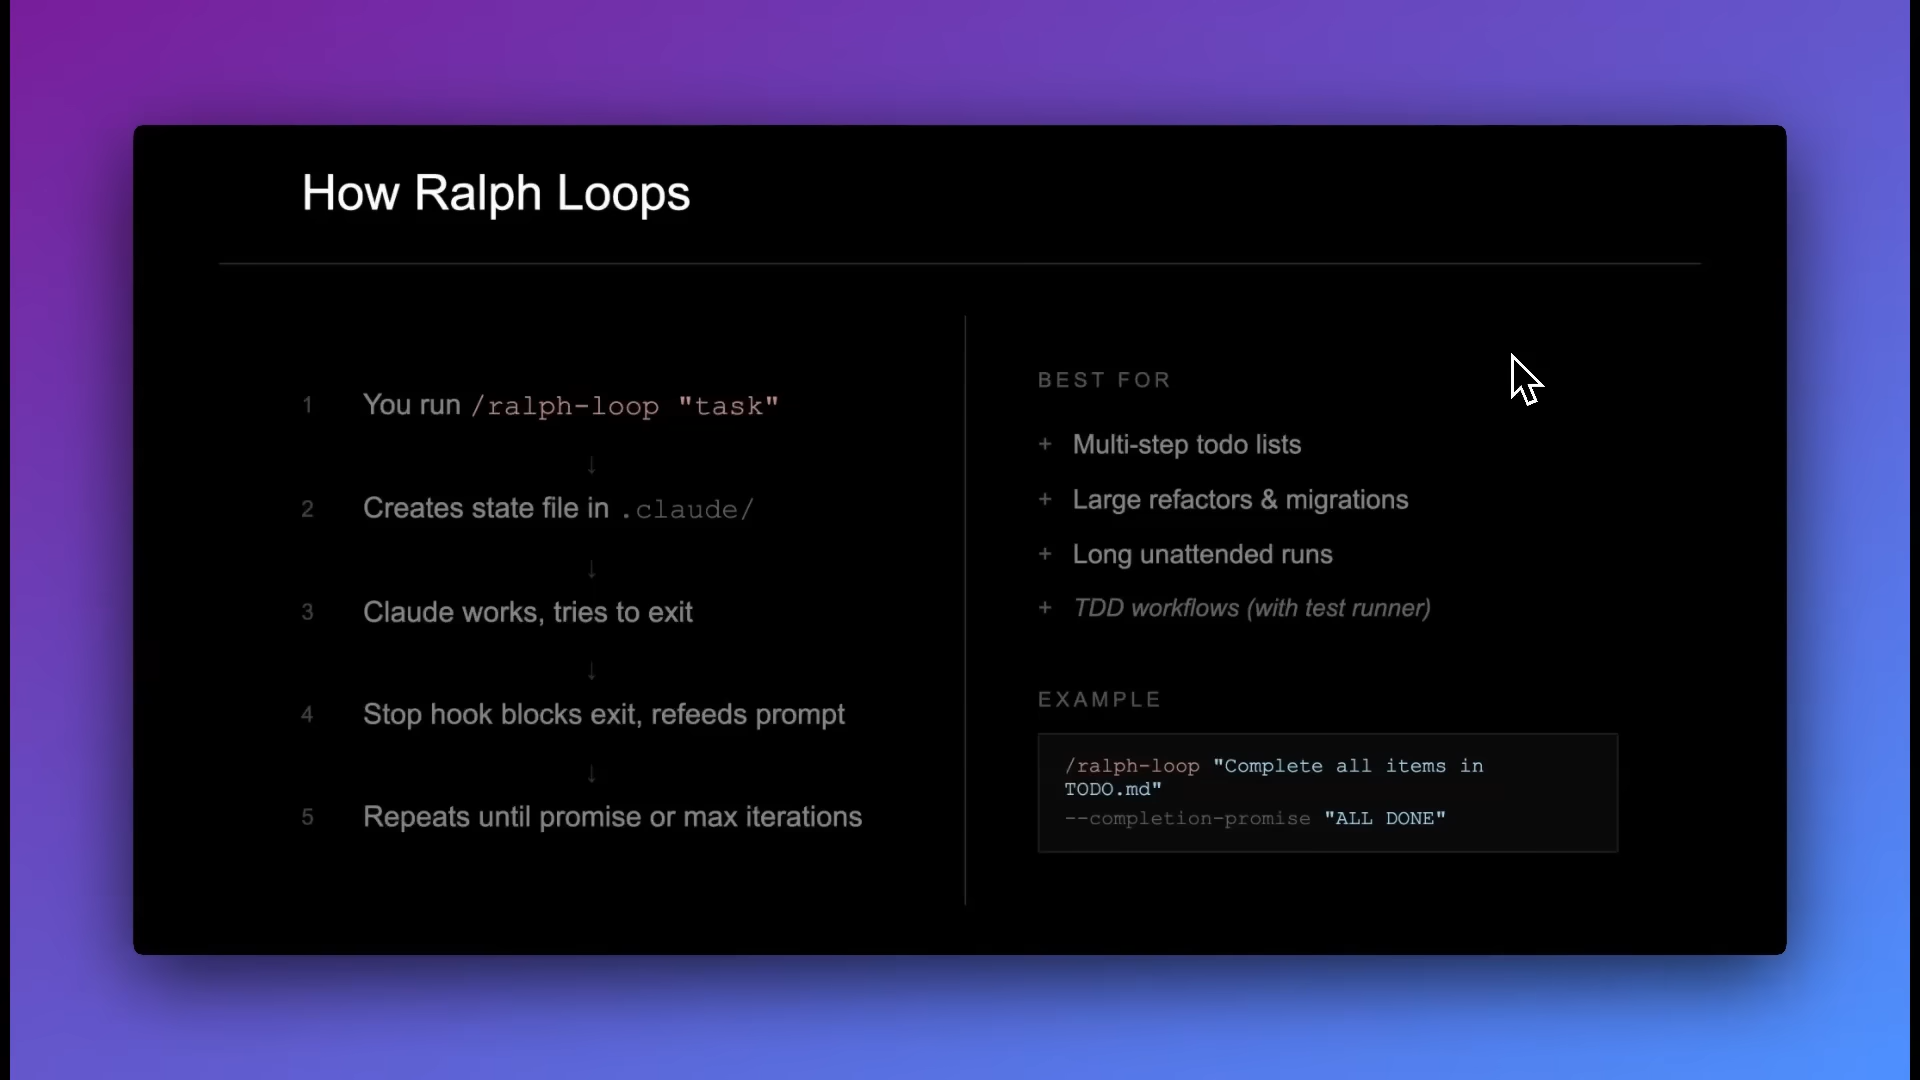 How Ralph Loops
1 You run /ralph-loop "task"
↓
2 Creates state file in .claude/
↓
3 Claude works, tries to exit
↓
4 Stop hook blocks exit, refeeds prompt
↓
5 Repeats until promise or max iterations
BEST FOR
+ Multi-step todo lists
+ Large refactors & migrations
+ Long unattended runs
+ TDD workflows (with test runner)
EXAMPLE
/ralph-loop "Complete all items in
TODO.md"
--completion-promise "ALL DONE"